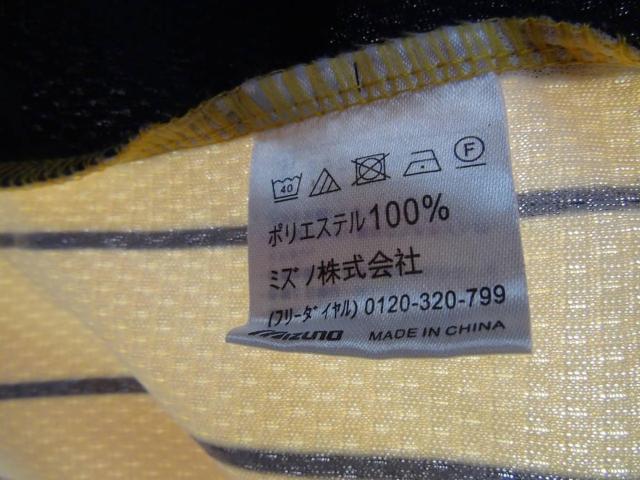 40 F
ポリエステル100%
ミズノ株式会社
(フリーダイヤル) 0120-320-799
MIZUNO MADE IN CHINA